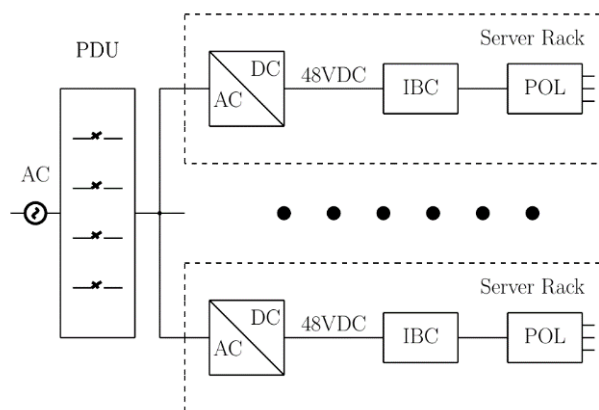 PDU
AC
Server Rack
DC
AC
48VDC
IBC
POL
Server Rack
DC
AC
48VDC
IBC
POL